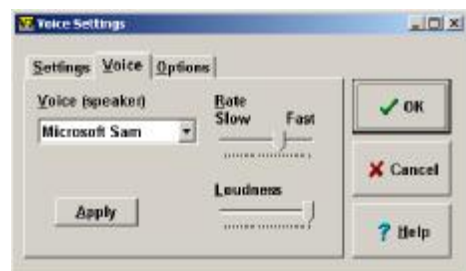 Voice Settings
Settings Voice Options
Voice (speaker)
Microsoft Sam
Apply
Rate
Slow Fast
Loudness
OK
Cancel
Help